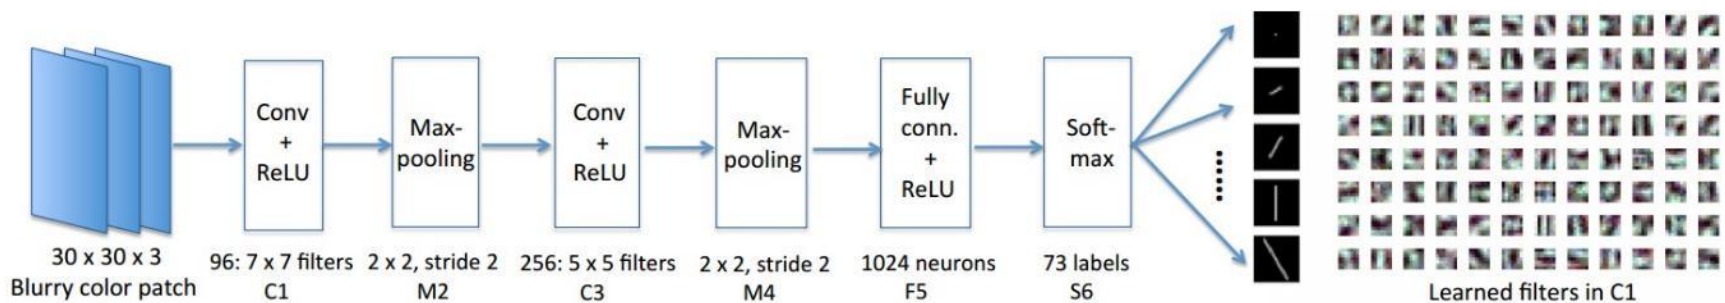 Conv
+
ReLU
Max-
pooling
Conv
+
ReLU
Max-
pooling
Fully
conn.
+
ReLU
Soft-
max
30 x 30 x 3
Blurry color patch
96: 7 x 7 filters
C1
2 x 2, stride 2
M2
256: 5 x 5 filters
C3
2 x 2, stride 2
M4
1024 neurons
F5
73 labels
S6
Learned filters in C1